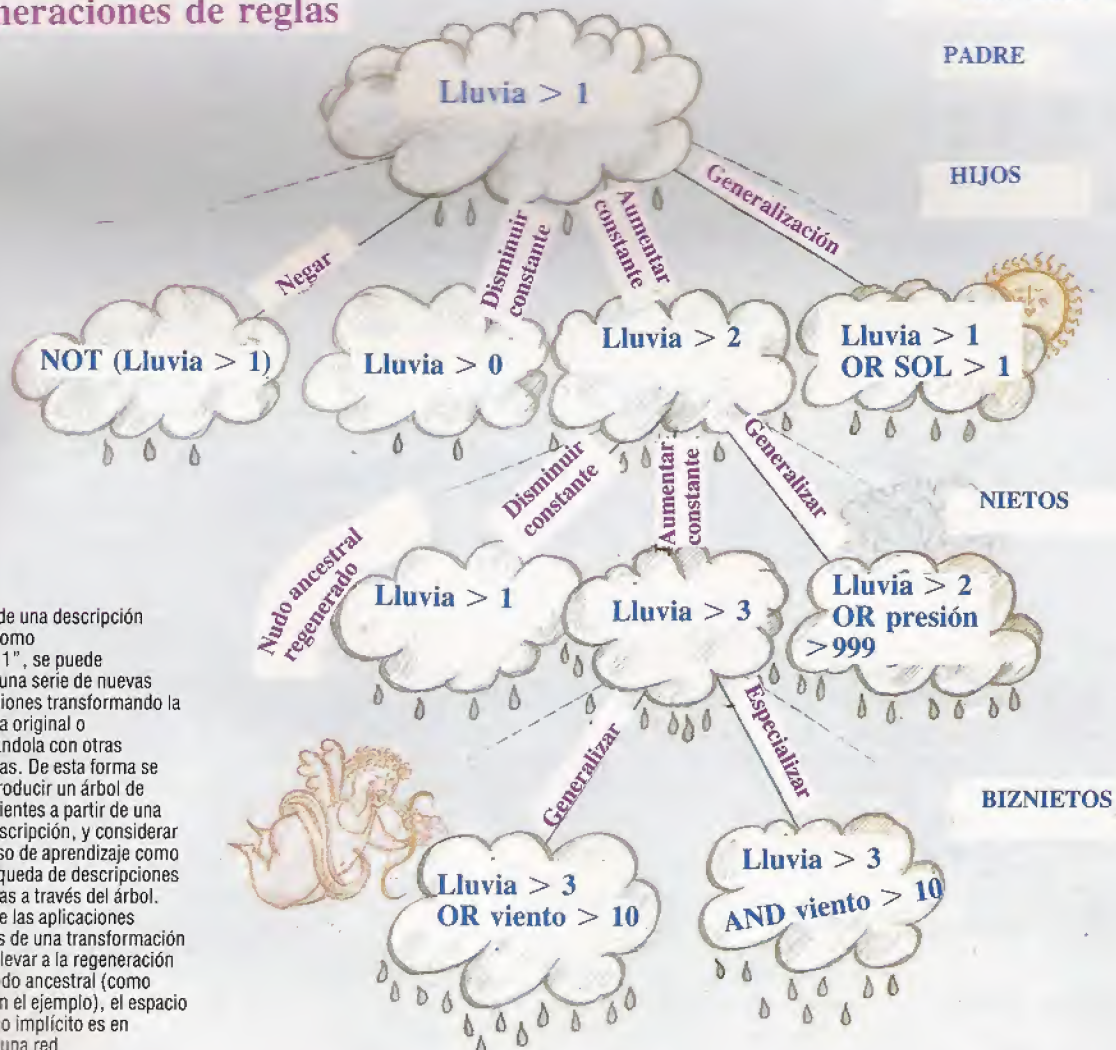 neraciones de reglas
PADRE
Lluvia > 1
HIJOS
Negar
Disminuir
constante
Aumentar
constante
Generalización
NOT (Lluvia > 1)
Lluvia > 0
Lluvia > 2
Lluvia > 1
OR SOL > 1
Disminuir
constante
Aumentar
constante
Generalizar
NIETOS
Nudo ancestral
regenerado
Lluvia > 1
Lluvia > 3
Lluvia > 2
OR presión
>999
Generalizar
Especializar
BIZNIETOS
Lluvia > 3
OR viento > 10
Lluvia > 3
AND viento > 10
de una descripción
omo
1", se puede
una serie de nuevas
iones transformando la
a original o
ándola con otras
as. De esta forma se
roducir un árbol de
ientes a partir de una
scripción, y considerar
so de aprendizaje como
queda de descripciones
as a través del árbol.
e las aplicaciones
s de una transformación
levar a la regeneración
do ancestral (como
n el ejemplo), el espacio
o implícito es en
una red